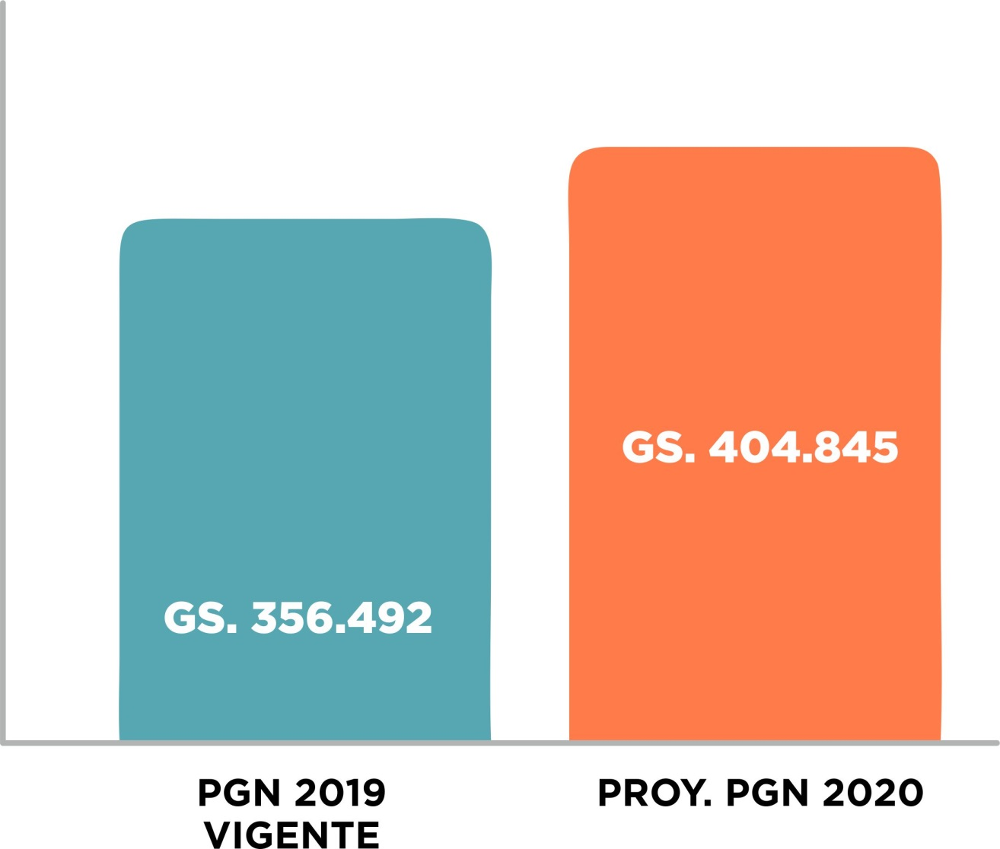 GS. 404.845
GS. 356.492
PGN 2019
VIGENTE
PROY. PGN 2020